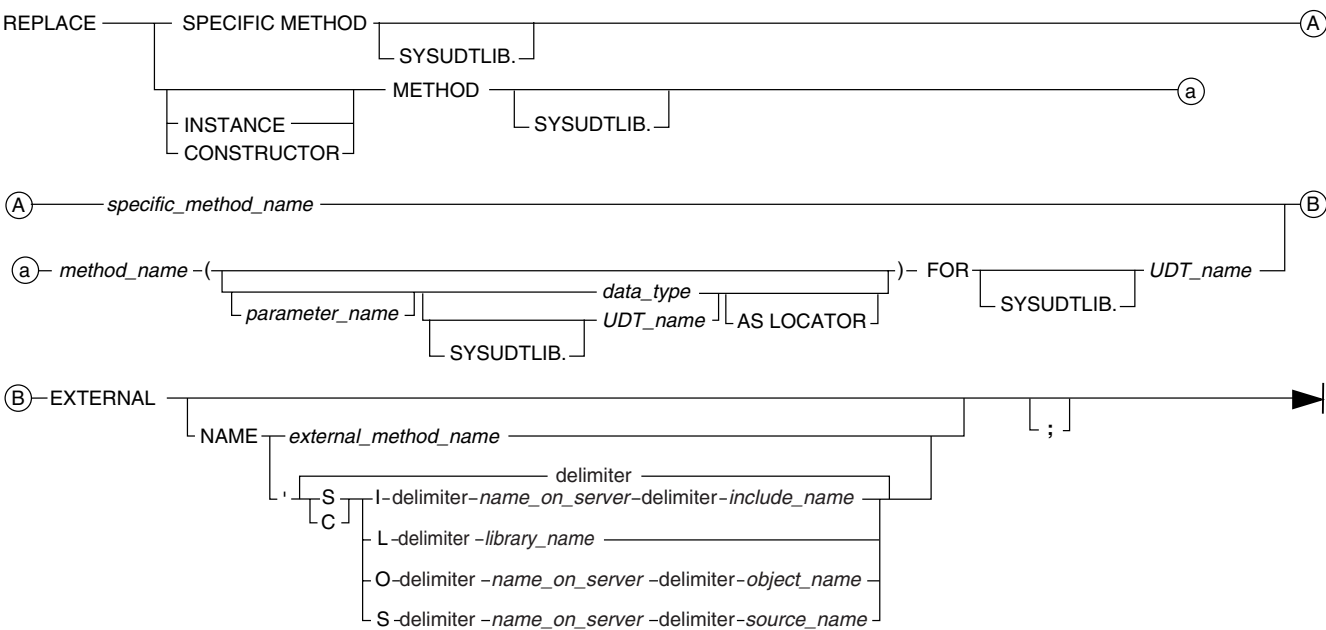 REPLACE SPECIFIC METHOD A
SYSUDTLIB.
METHOD a
INSTANCE SYSUDTLIB.
CONSTRUCTOR
A specific_method_name B
a method_name ( ) FOR UDT_name
data_type
parameter_name UDT_name AS LOCATOR SYSUDTLIB.
SYSUDTLIB.
B EXTERNAL
NAME external_method_name ;
delimiter
' S I-delimiter-name_on_server-delimiter-include_name
C
L-delimiter-library_name
O-delimiter-name_on_server-delimiter-object_name
S-delimiter-name_on_server-delimiter-source_name